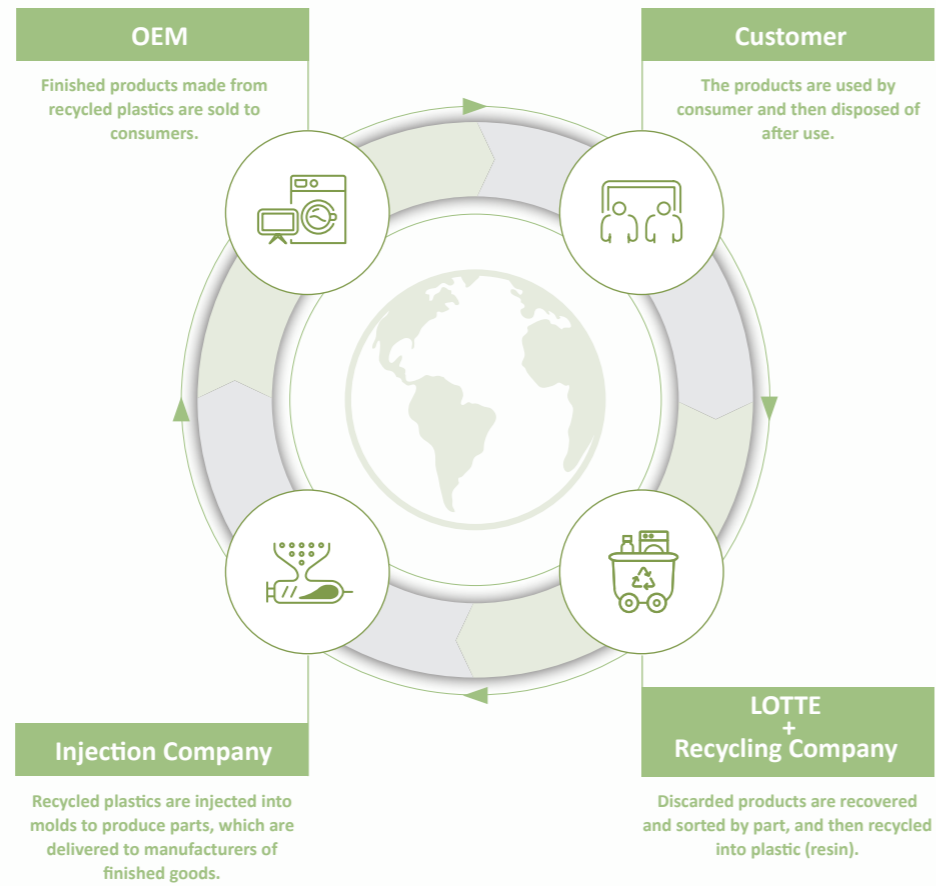 OEM
Finished products made from
recycled plastics are sold to
consumers.
Customer
The products are used by
consumer and then disposed of
after use.
Injection Company
Recycled plastics are injected into
molds to produce parts, which are
delivered to manufacturers of
finished goods.
LOTTE
+
Recycling Company
Discarded products are recovered
and sorted by part, and then recycled
into plastic (resin).